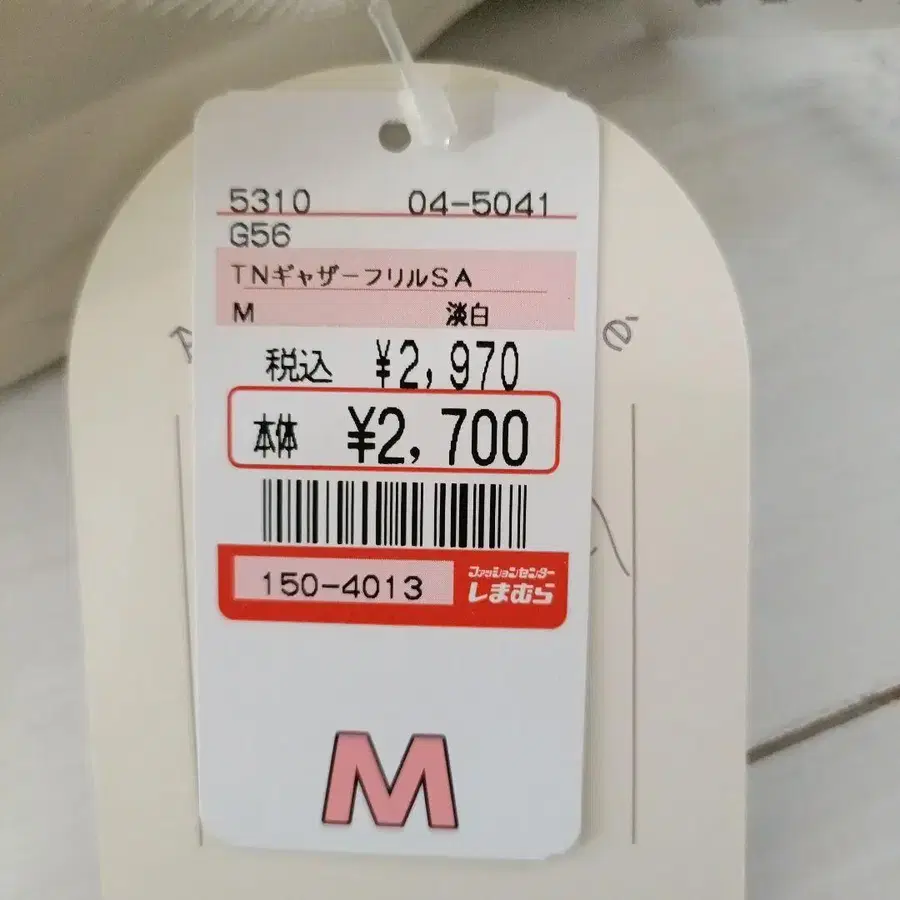 5310 04-5041
G56
TNギャザーフリルSA
M 淡白
税込 ¥2,970
本体 ¥2,700
150-4013
ファッションセンター
しまむら
M